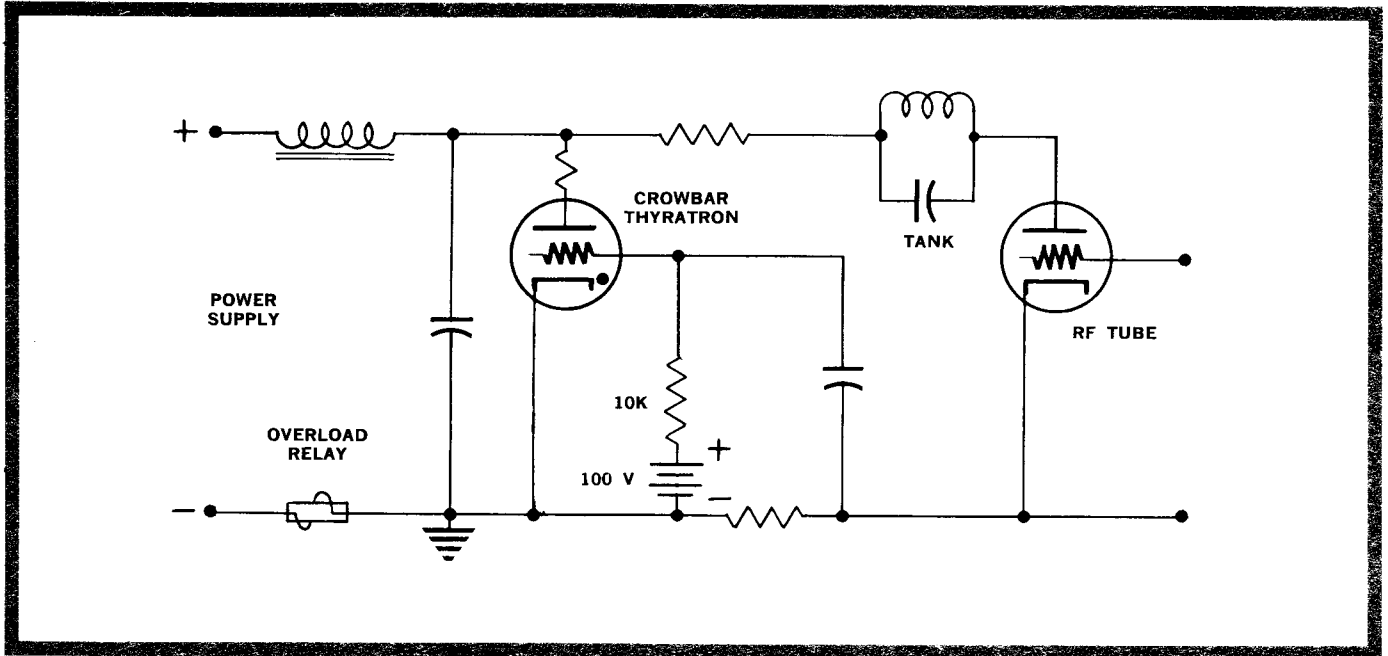 +
CROWBAR
THYRATRON
TANK
POWER
SUPPLY
RF TUBE
10K
OVERLOAD
RELAY
+
100 V
−
−